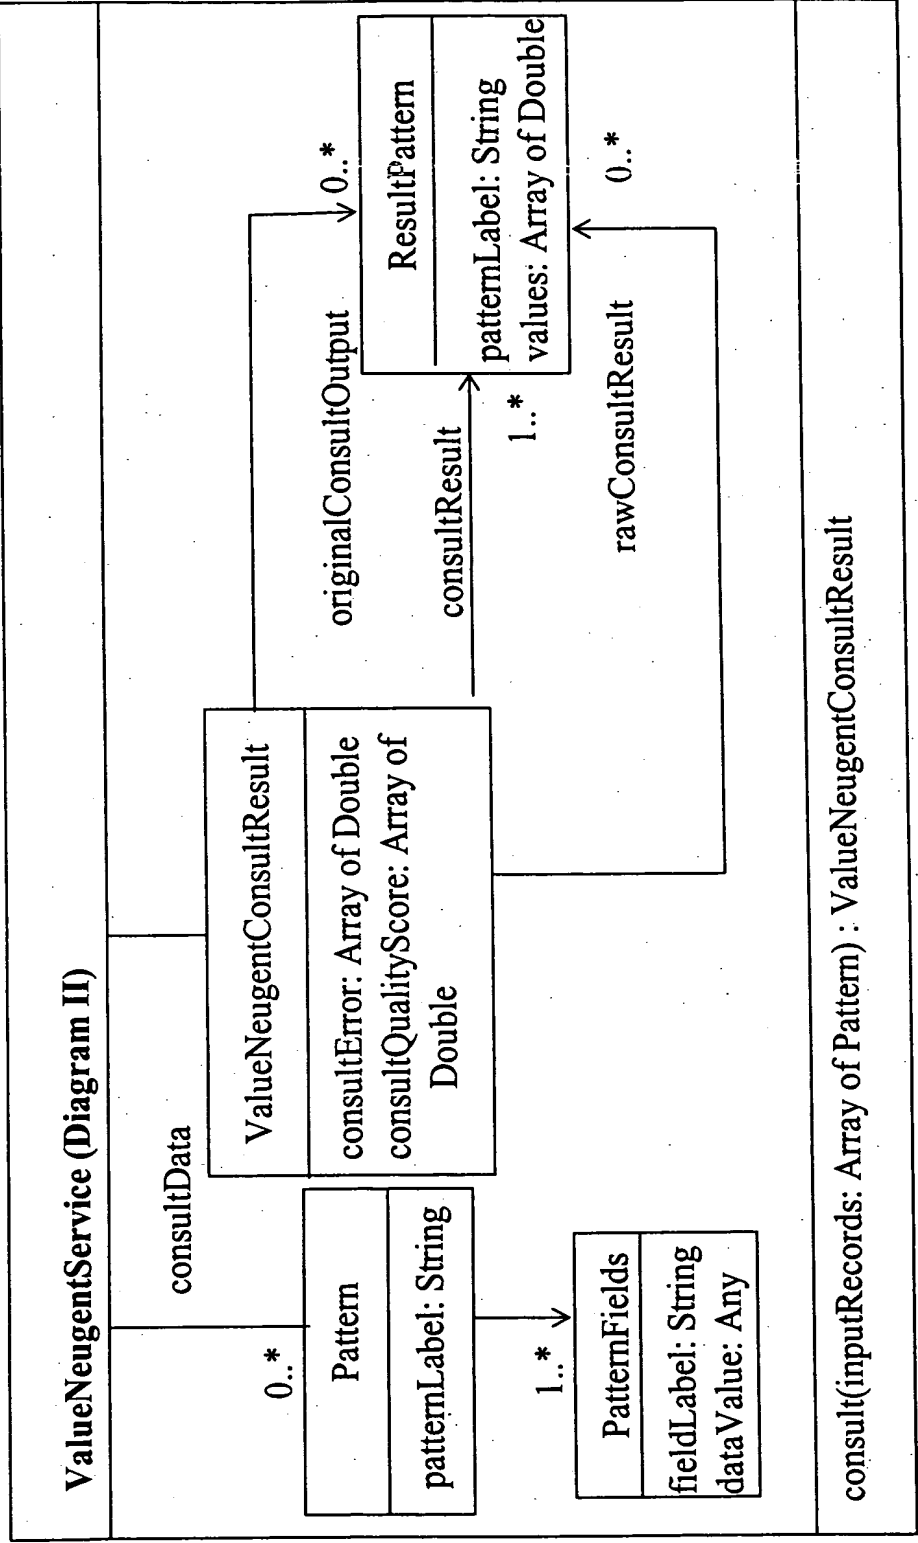 ValueNeugentService (Diagram II)
consultData
0..*
Pattern
patternLabel: String
1..*
PatternFields
fieldLabel: String
dataValue: Any
ValueNeugentConsultResult
consultError: Array of Double
consultQualityScore: Array of
Double
originalConsultOutput
0..*
consultResult
1..*
rawConsultResult
0..*
ResultPattern
patternLabel: String
values: Array of Double
consult(inputRecords: Array of Pattern) : ValueNeugentConsultResult